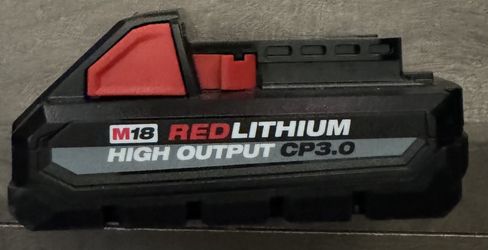 M18 REDLITHIUM
HIGH OUTPUT CP3.0